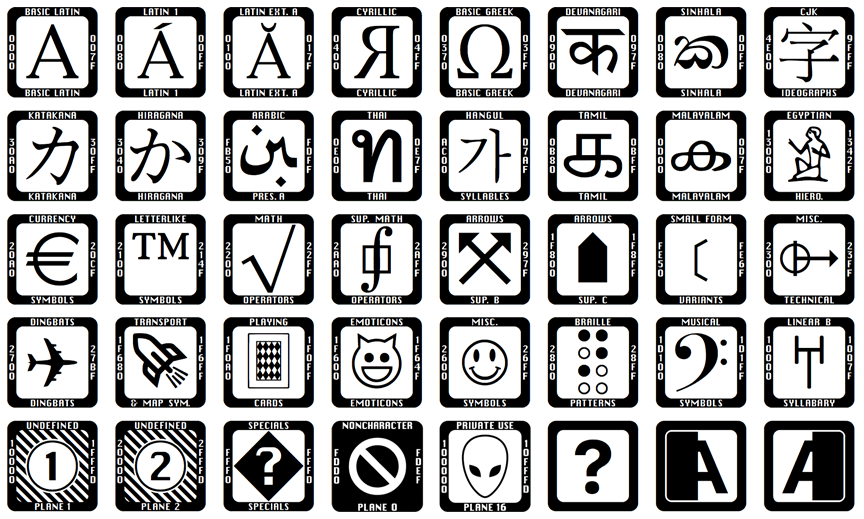 BASIC LATIN
0000 A 007F
BASIC LATIN
LATIN 1
0080 Á 00FF
LATIN 1
LATIN EXT. A
0100 Ă 017F
LATIN EXT. A
CYRILLIC
0400 Я 04FF
CYRILLIC
BASIC GREEK
0370 Ω 03FF
BASIC GREEK
DEVANAGARI
0900 क 097F
DEVANAGARI
SINHALA
0D80 ක 0DFF
SINHALA
CJK
4E00 字 9FFF
IDEOGRAPHS
KATAKANA
30A0 カ 30FF
KATAKANA
HIRAGANA
3040 か 309F
HIRAGANA
ARABIC
FB50 بن FDFF
PRES. A
THAI
0E00 ท 0E7F
THAI
HANGUL
AC00 가 D7AF
SYLLABLES
TAMIL
0B80 க 0BFF
TAMIL
MALAYALAM
0D00 ക 0D7F
MALAYALAM
EGYPTIAN
13000 1342F
HIERO.
CURRENCY
20A0 € 20CF
SYMBOLS
LETTERLIKE
2100 TM 214F
SYMBOLS
MATH
2200 √ 22FF
OPERATORS
SUP. MATH
2A00 ⨖ 2AFF
OPERATORS
ARROWS
2900 297F
SUP. B
ARROWS
1F800 1F8FF
SUP. C
SMALL FORM
FE50 ﹝ FE6F
VARIANTS
MISC.
2300 23FF
TECHNICAL
DINGBATS
2700 27BF
DINGBATS
TRANSPORT
1F680 1F6FF
& MAP SYM.
PLAYING
1F0A0 1F0FF
CARDS
EMOTICONS
1F600 1F64F
EMOTICONS
MISC.
2600 26FF
SYMBOLS
BRAILLE
2800 28FF
PATTERNS
MUSICAL
1D100 1D1FF
SYMBOLS
LINEAR B
10000 1007F
SYLLABARY
UNDEFINED
10000 1 1FFFD
PLANE 1
UNDEFINED
20000 2 2FFFD
PLANE 2
SPECIALS
FFF0 ? FFFD
SPECIALS
NONCHARACTER
FDD0 FDEF
PLANE 0
PRIVATE USE
100000 10FFFD
PLANE 16
?
A
A